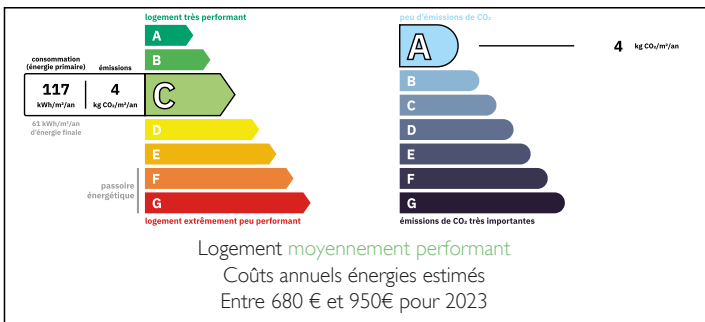 logement très performant
A
B
consommation
(énergie primaire)
émissions
117
kWh/m²/an
4
kg CO₂/m²/an
C
61 kWh/m²/an
d'énergie finale
D
E
passoire
énergétique
F
G
logement extrêmement peu performant
peu d'émissions de CO₂
A
4 kg CO₂/m²/an
B
C
D
E
F
G
émissions de CO₂ très importantes
Logement moyennement performant
Coûts annuels énergies estimés
Entre 680 € et 950€ pour 2023